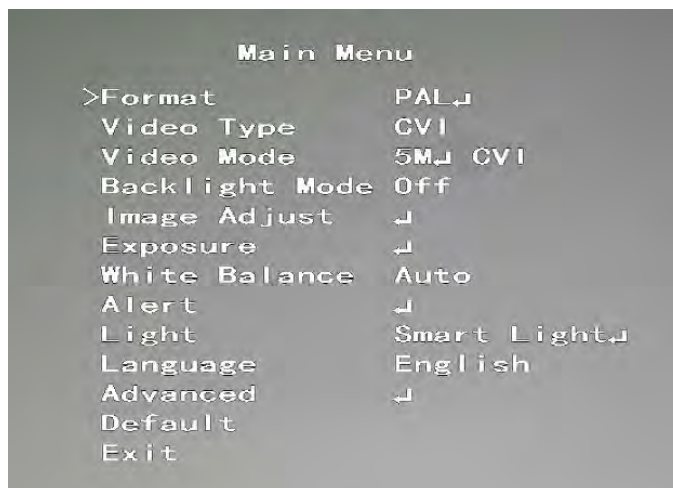 Main Menu
>Format PAL↵
Video Type CVI
Video Mode 5M↵ CVI
Backlight Mode Off
Image Adjust ↵
Exposure ↵
White Balance Auto
Alert ↵
Light Smart Light↵
Language English
Advanced ↵
Default
Exit